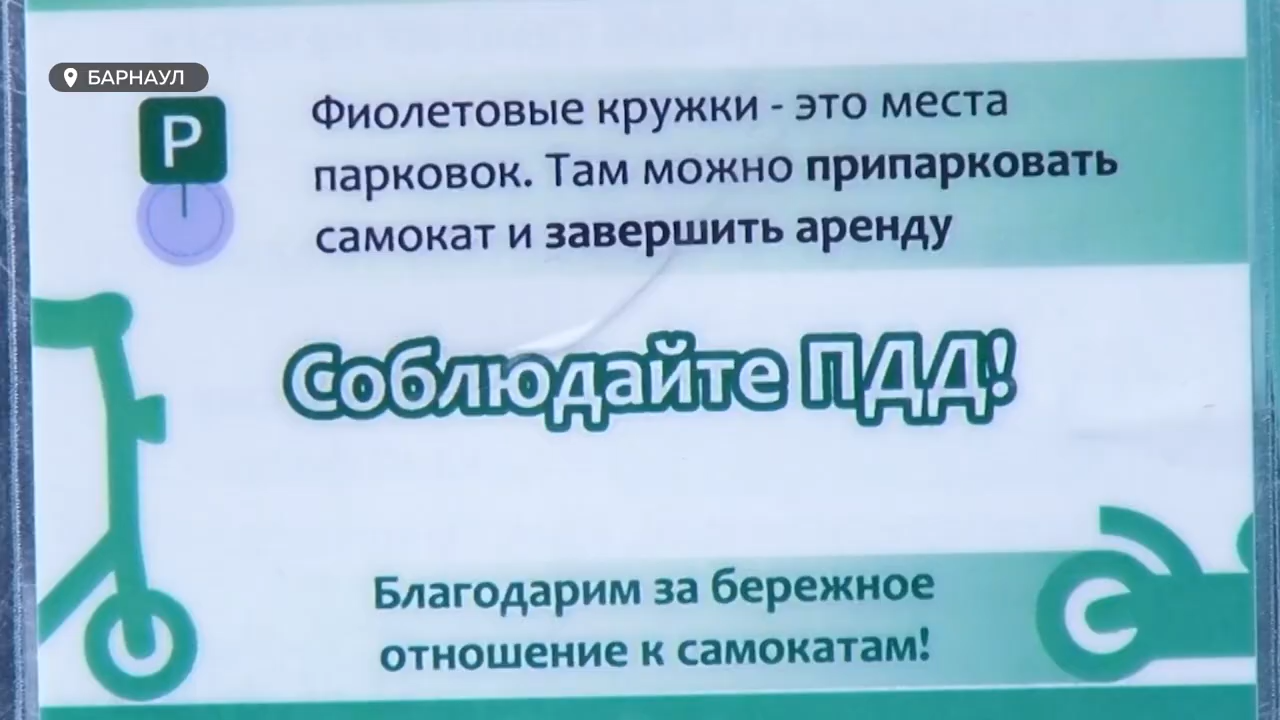 БАРНАУЛ
P
Фиолетовые кружки - это места
парковок. Там можно припарковать
самокат и завершить аренду
Соблюдайте ПДД!
Благодарим за бережное
отношение к самокатам!